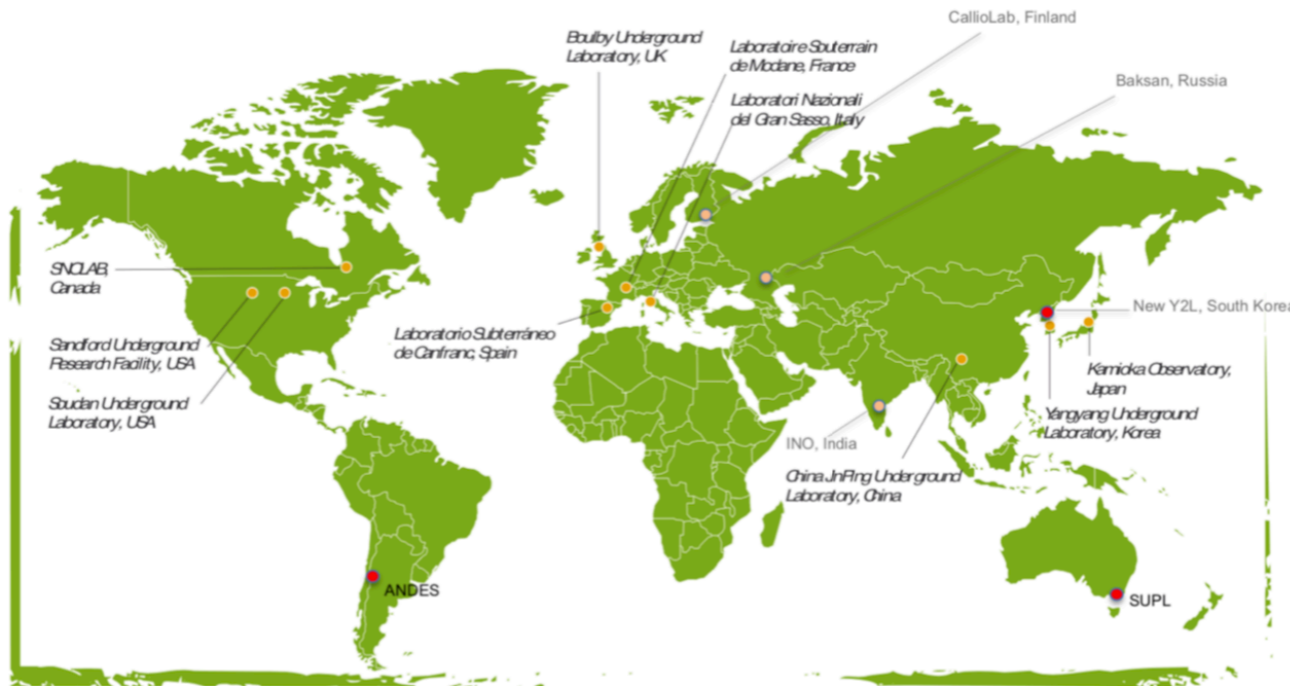 CallioLab, Finland
Boulby Underground
Laboratory, UK
Laboratoire Souterrain
de Modane, France
Baksan, Russia
Laboratori Nazionali
del Gran Sasso, Italy
SNOLAB,
Canada
New Y2L, South Korea
Laboratorio Subterráneo
de Canfranc, Spain
Sandford Underground
Research Facility, USA
Kamioka Observatory,
Japan
Soudan Underground
Laboratory, USA
Yangyang Underground
Laboratory, Korea
INO, India
China JinPing Underground
Laboratory, China
ANDES
SUPL